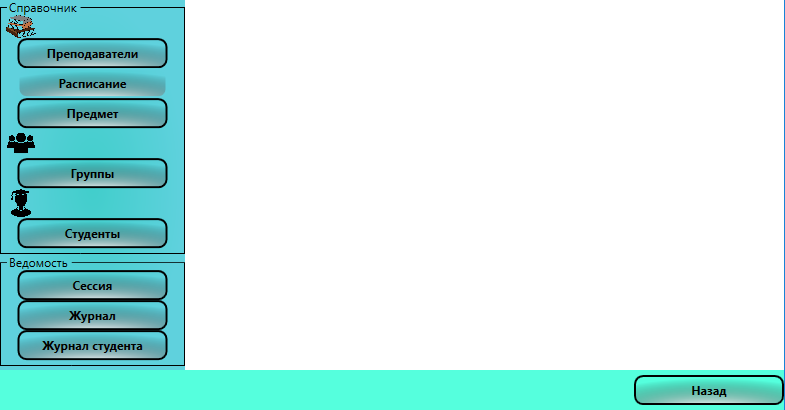 Справочник
Преподаватели
Расписание
Предмет
Группы
Студенты
Ведомость
Сессия
Журнал
Журнал студента
Назад